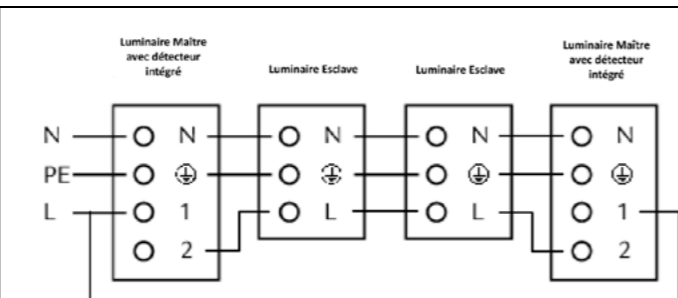 Luminaire Maître
avec détecteur
intégré
Luminaire Esclave
Luminaire Esclave
Luminaire Maître
avec détecteur
intégré
N N N N N
PE
L 1 L L 1
2 2